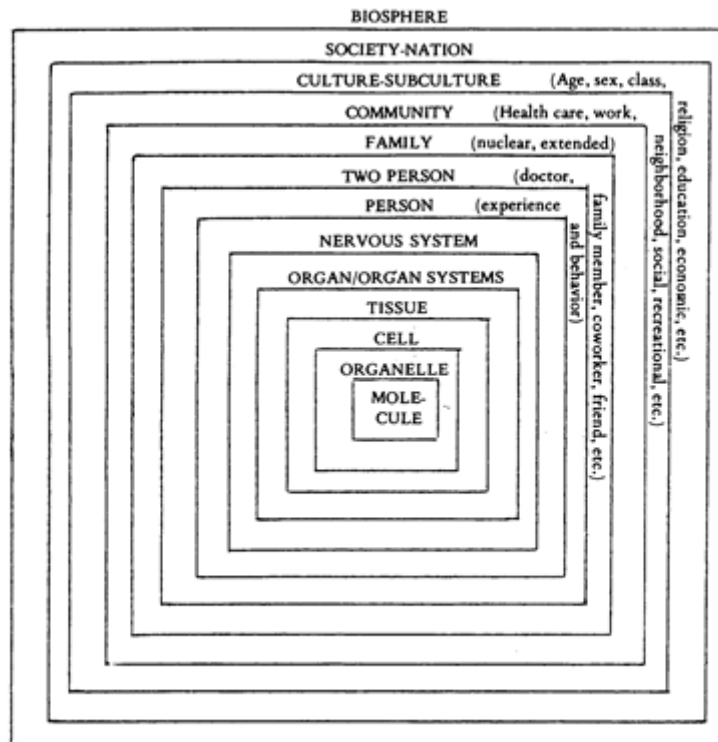 BIOSPHERE
SOCIETY-NATION
CULTURE-SUBCULTURE (Age, sex, class,
religion, education, economic, etc.)
COMMUNITY (Health care, work,
neighborhood, social, recreational, etc.)
FAMILY (nuclear, extended)
TWO PERSON (doctor,
family member, coworker, friend, etc.)
PERSON (experience
and behavior)
NERVOUS SYSTEM
ORGAN/ORGAN SYSTEMS
TISSUE
CELL
ORGANELLE
MOLE-
CULE